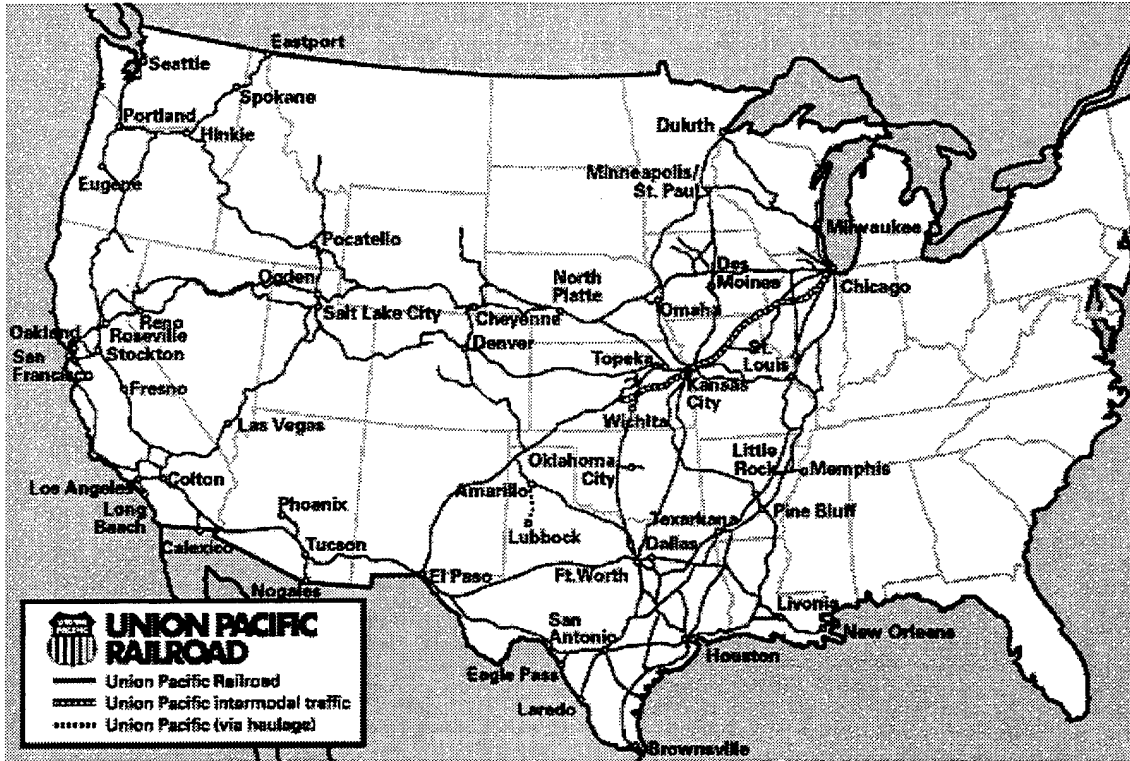 Eastport
Seattle
Spokane
Portland
Hinkle
Duluth
Eugene
Minneapolis/
St. Paul
Milwaukee
Pocatello
Ogden
North
Platte
Des
Moines
Chicago
Omaha
Salt Lake City
Cheyenne
Reno
Oakland
Roseville
San
Francisco
Stockton
Denver
Topeka
St.
Louis
Kansas
City
Fresno
Wichita
Las Vegas
Little
Rock
Memphis
Oklahoma
City
Colton
Los Angeles
Long
Beach
Amarillo
Phoenix
Pine Bluff
Texarkana
Lubbock
Calexico
Tucson
Dallas
El Paso
Ft. Worth
Nogales
Livonia
San
Antonio
New Orleans
Houston
Eagle Pass
Laredo
Brownsville
UNION
PACIFIC
UNION PACIFIC
RAILROAD
Union Pacific Railroad
Union Pacific intermodal traffic
Union Pacific (via haulage)